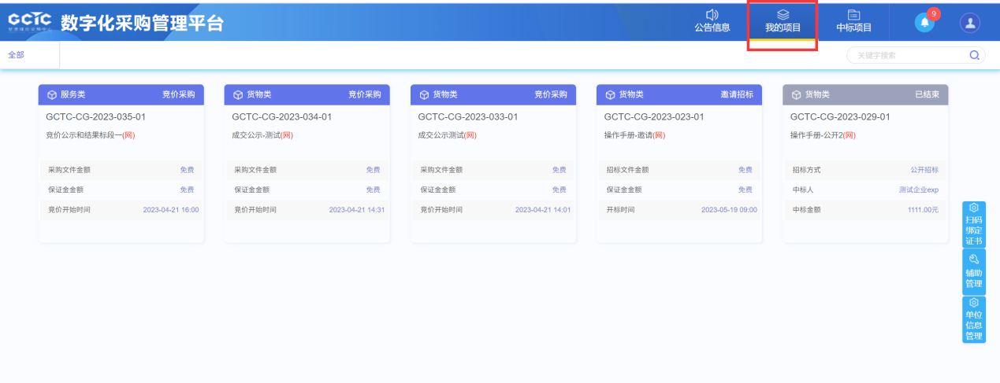 GCTC 数字化采购管理平台
公告信息
我的项目
中标项目
9
全部
关键字搜索
服务类 竞价采购
GCTC-CG-2023-035-01
竞价公示和结果标段一(网)
采购文件金额 免费
保证金金额 免费
竞价开始时间 2023-04-21 16:00
货物类 竞价采购
GCTC-CG-2023-034-01
成交公示-测试(网)
采购文件金额 免费
保证金金额 免费
竞价开始时间 2023-04-21 14:31
货物类 竞价采购
GCTC-CG-2023-033-01
成交公示测试(网)
采购文件金额 免费
保证金金额 免费
竞价开始时间 2023-04-21 14:01
货物类 邀请招标
GCTC-CG-2023-023-01
操作手册-邀请(网)
招标文件金额 免费
保证金金额 免费
开标时间 2023-05-19 09:00
货物类 已结束
GCTC-CG-2023-029-01
操作手册-公开2(网)
招标方式 公开招标
中标人 测试企业exp
中标金额 1111.00元
扫码
绑定
证书
辅助
管理
单位
信息
管理